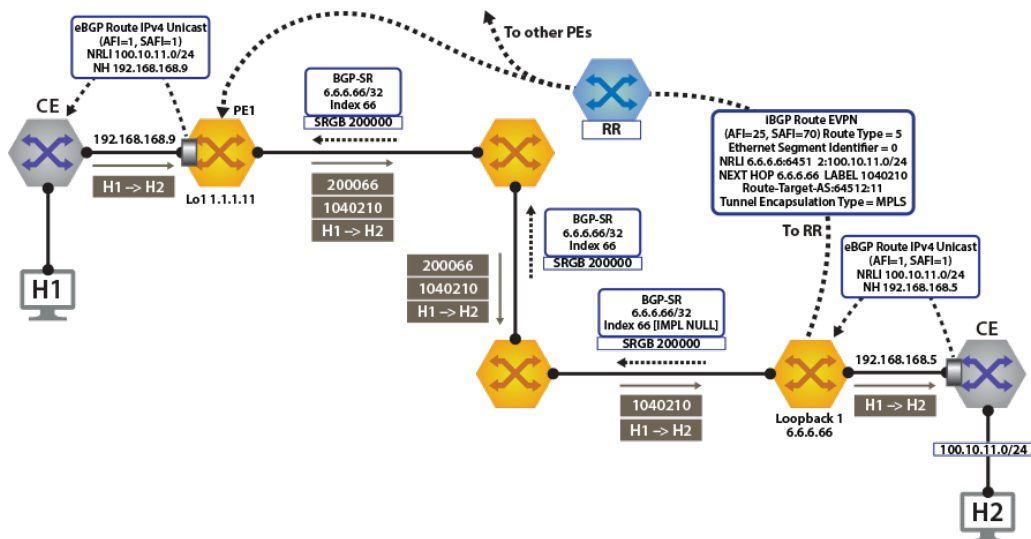 eBGP Route IPv4 Unicast
(AFI=1, SAFI=1)
NRLI 100.10.11.0/24
NH 192.168.168.9
CE
192.168.168.9
H1 --> H2
H1
PE1
Lo1 1.1.1.11
BGP-SR
6.6.6.66/32
Index 66
SRGB 200000
200066
1040210
H1 --> H2
To other PEs
RR
iBGP Route EVPN
(AFI=25, SAFI=70) Route Type = 5
Ethernet Segment Identifier = 0
NRLI 6.6.6.6:6451 2:100.10.11.0/24
NEXT HOP 6.6.6.66 LABEL 1040210
Route-Target-AS:64512:11
Tunnel Encapsulation Type = MPLS
To RR
BGP-SR
6.6.6.66/32
Index 66
SRGB 200000
200066
1040210
H1 --> H2
BGP-SR
6.6.6.66/32
Index 66 [IMPL NULL]
SRGB 200000
1040210
H1 --> H2
Loopback 1
6.6.6.66
eBGP Route IPv4 Unicast
(AFI=1, SAFI=1)
NRLI 100.10.11.0/24
NH 192.168.168.5
CE
192.168.168.5
H1 --> H2
100.10.11.0/24
H2